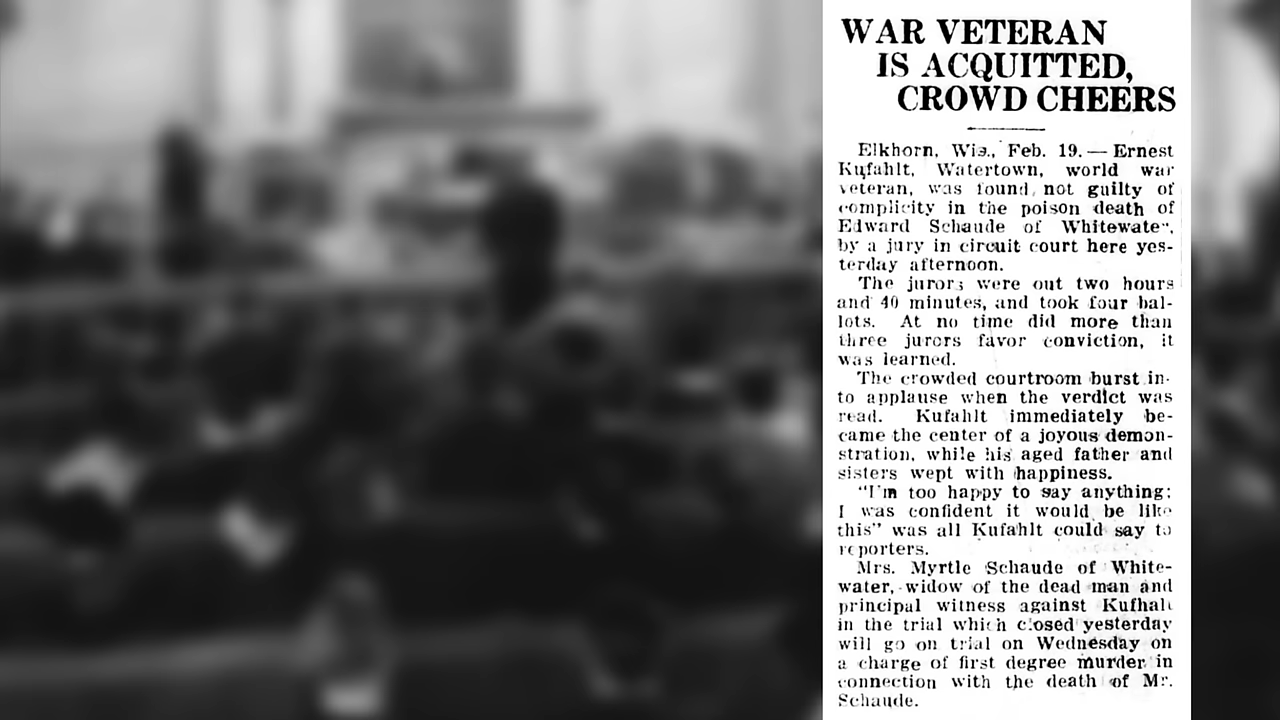 WAR VETERAN
IS ACQUITTED,
CROWD CHEERS
Elkhorn, Wis., Feb. 19. — Ernest
Kufahlt, Watertown, world war
veteran, was found not guilty of
complicity in the poison death of
Edward Schaude of Whitewater,
by a jury in circuit court here yes-
terday afternoon.
The jurors were out two hours
and 40 minutes, and took four bal-
lots. At no time did more than
three jurors favor conviction, it
was learned.
The crowded courtroom burst in-
to applause when the verdict was
read. Kufahlt immediately be-
came the center of a joyous demon-
stration, while his aged father and
sisters wept with happiness.
"I'm too happy to say anything;
I was confident it would be like
this" was all Kufahlt could say to
reporters.
Mrs. Myrtle Schaude of White-
water, widow of the dead man and
principal witness against Kufhalt
in the trial which closed yesterday
will go on trial on Wednesday on
a charge of first degree murder in
connection with the death of Mr.
Schaude.